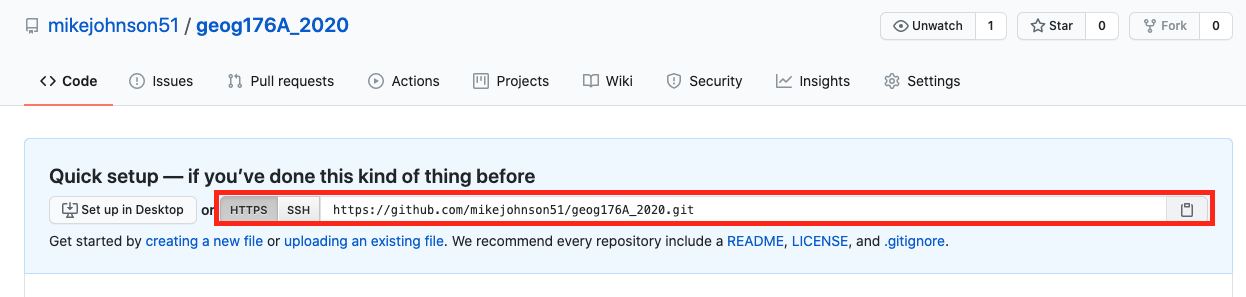 mikejohnson51 / geog176A_2020
Unwatch 1 Star 0 Fork 0
Code Issues Pull requests Actions Projects Wiki Security Insights Settings
Quick setup — if you've done this kind of thing before
Set up in Desktop or HTTPS SSH https://github.com/mikejohnson51/geog176A_2020.git
Get started by creating a new file or uploading an existing file. We recommend every repository include a README, LICENSE, and .gitignore.